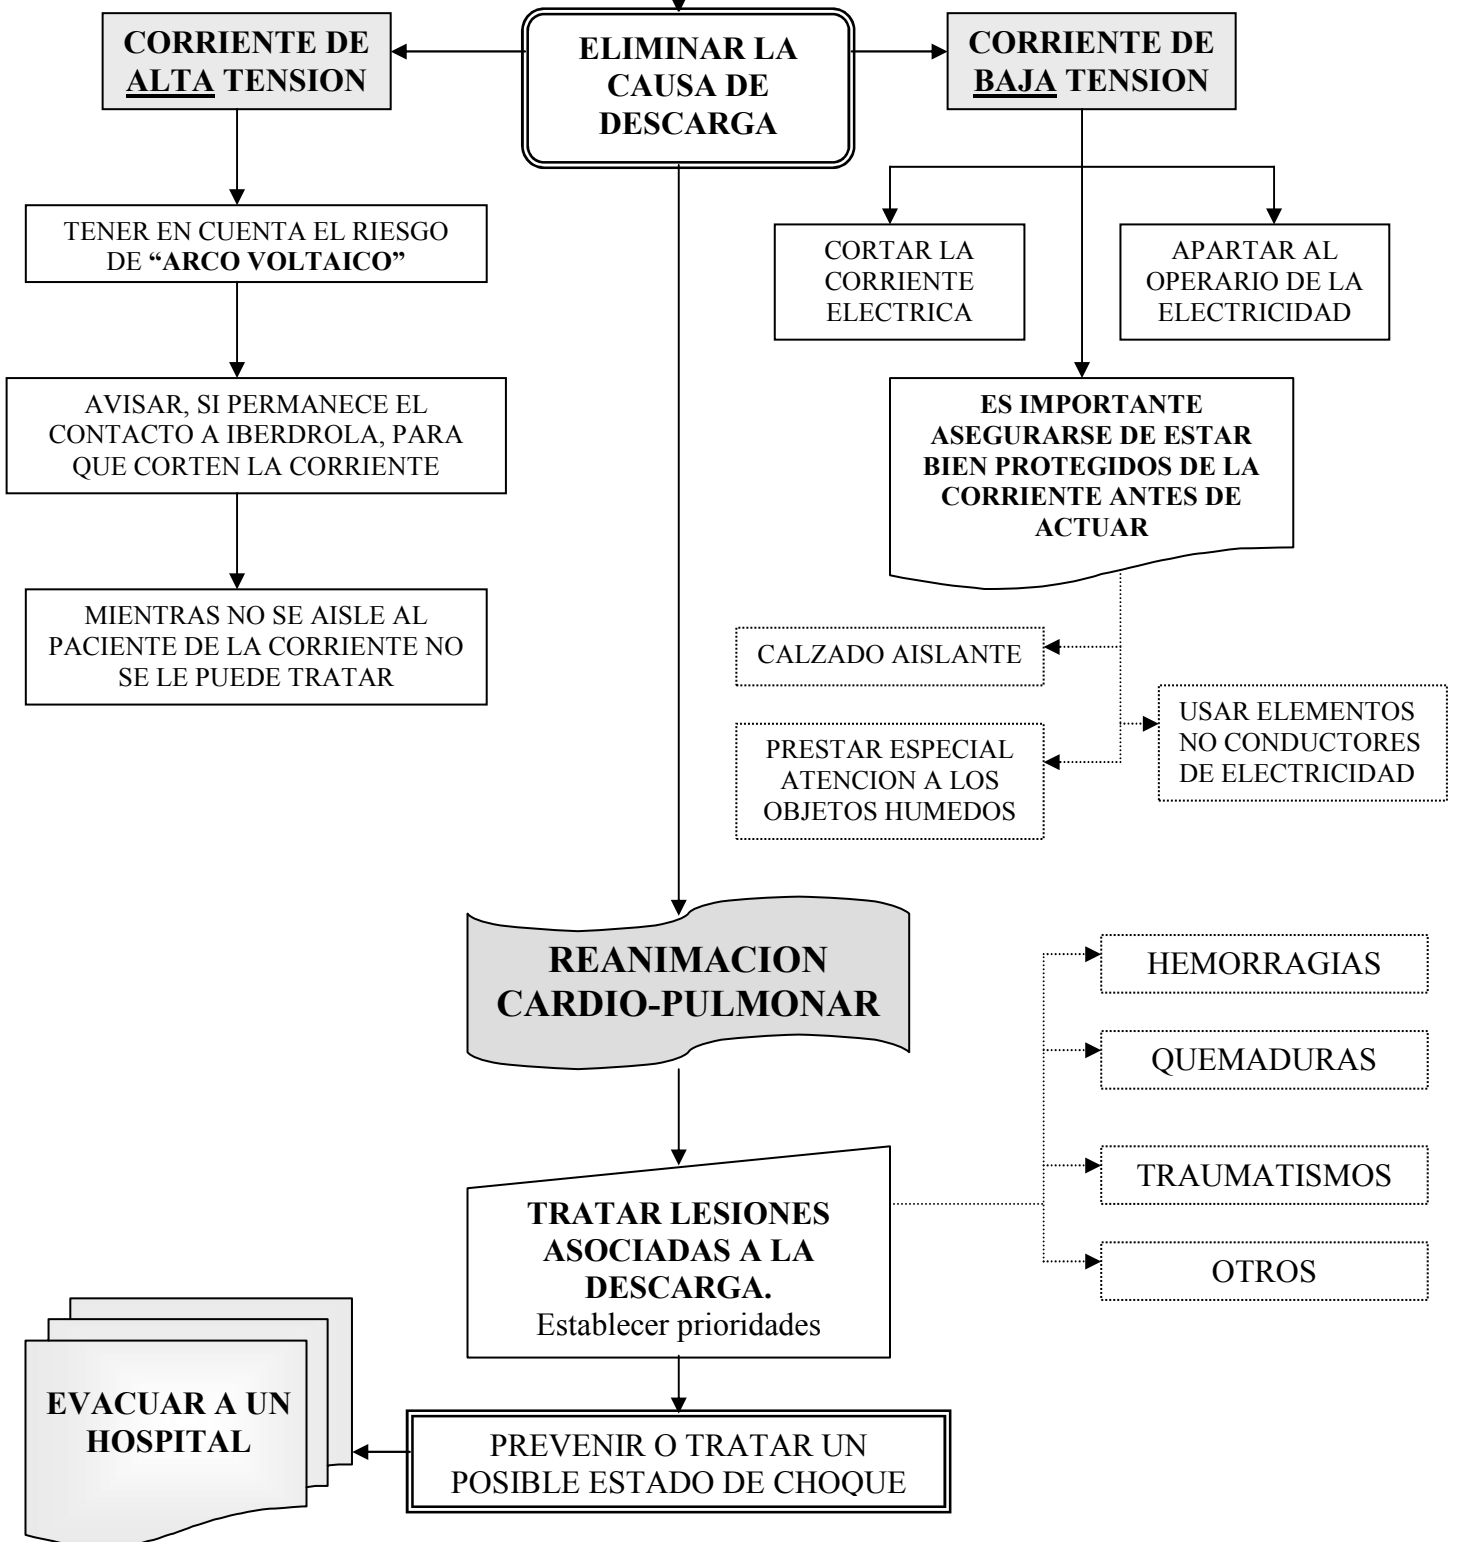 CORRIENTE DE
ALTA TENSION
ELIMINAR LA
CAUSA DE
DESCARGA
CORRIENTE DE
BAJA TENSION
TENER EN CUENTA EL RIESGO
DE “ARCO VOLTAICO”
CORTAR LA
CORRIENTE
ELECTRICA
APARTAR AL
OPERARIO DE LA
ELECTRICIDAD
AVISAR, SI PERMANECE EL
CONTACTO A IBERDROLA, PARA
QUE CORTEN LA CORRIENTE
ES IMPORTANTE
ASEGURARSE DE ESTAR
BIEN PROTEGIDOS DE LA
CORRIENTE ANTES DE
ACTUAR
MIENTRAS NO SE AISLE AL
PACIENTE DE LA CORRIENTE NO
SE LE PUEDE TRATAR
CALZADO AISLANTE
USAR ELEMENTOS
NO CONDUCTORES
DE ELECTRICIDAD
PRESTAR ESPECIAL
ATENCION A LOS
OBJETOS HUMEDOS
REANIMACION
CARDIO-PULMONAR
HEMORRAGIAS
QUEMADURAS
TRAUMATISMOS
OTROS
TRATAR LESIONES
ASOCIADAS A LA
DESCARGA.
Establecer prioridades
EVACUAR A UN
HOSPITAL
PREVENIR O TRATAR UN
POSIBLE ESTADO DE CHOQUE